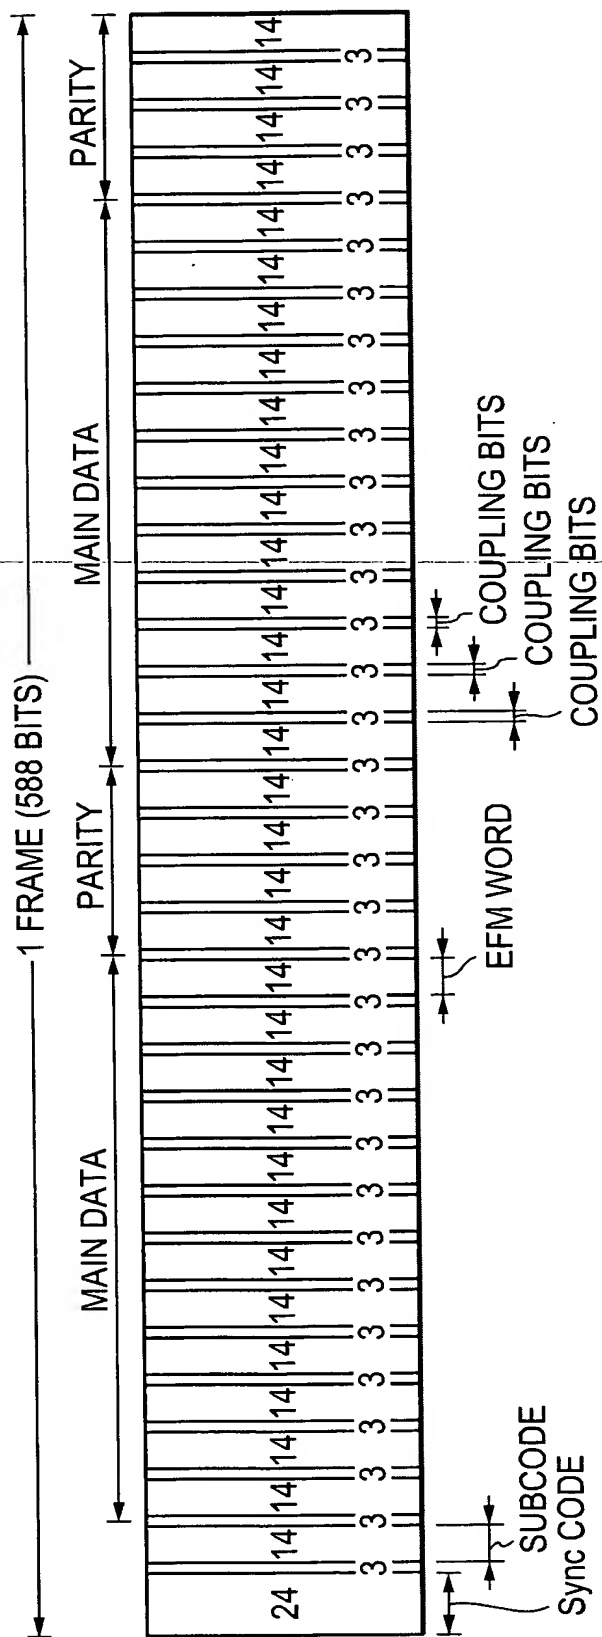 1 FRAME (588 BITS)
MAIN DATA PARITY MAIN DATA PARITY
24 14 14 14 14 14 14 14 14 14 14 14 14 14 14 14 14 14 14 14 14 14 14 14 14 14 14 14 14 14 14 14 14 14
3 3 3 3 3 3 3 3 3 3 3 3 3 3 3 3 3 3 3 3 3 3 3 3 3 3 3 3 3 3 3 3 3
SUBCODE
Sync CODE
EFM WORD
COUPLING BITS
COUPLING BITS
COUPLING BITS